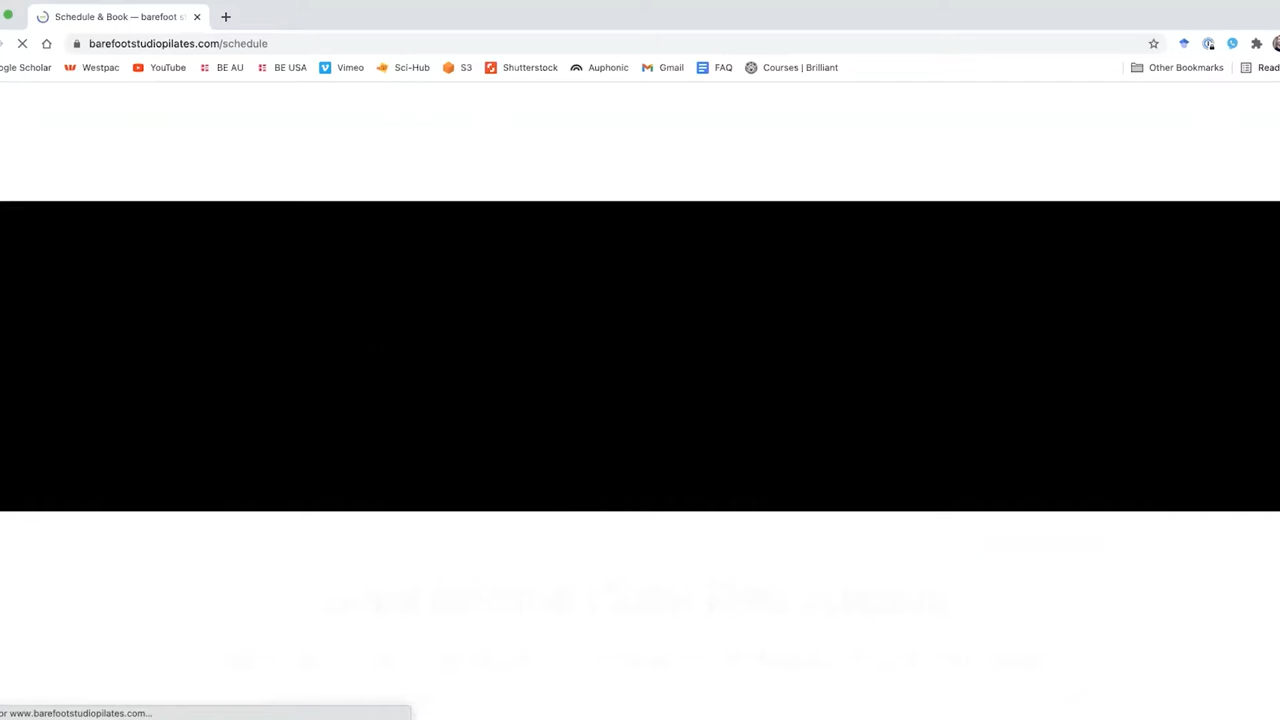 Schedule & Book — barefoot s
barefootstudiopilates.com/schedule
ogle Scholar Westpac YouTube BE AU BE USA Vimeo Sci-Hub S3 Shutterstock Auphonic Gmail FAQ Courses | Brilliant Other Bookmarks Read
or www.barefootstudiopilates.com...